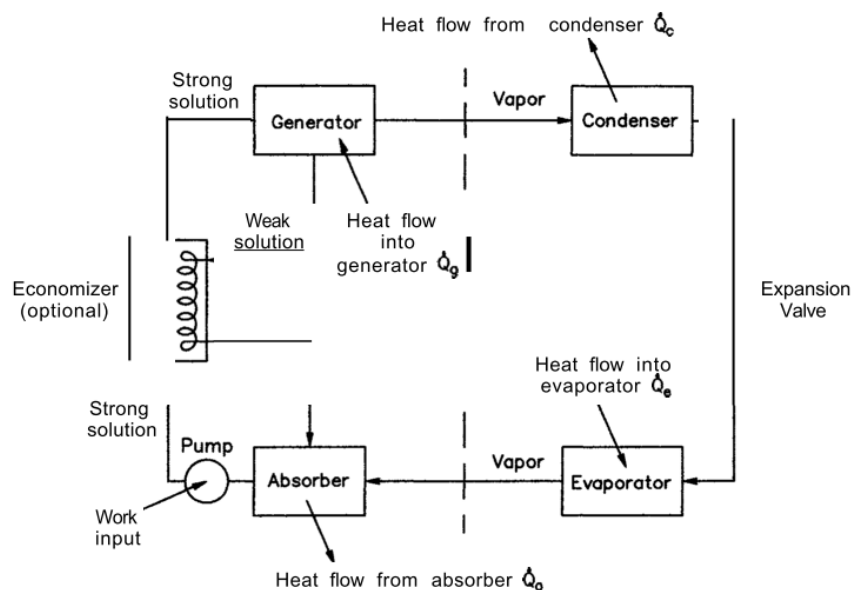 Heat flow from condenser Q̇c
Strong
solution
Vapor
Generator
Condenser
Weak
solution
Heat flow
into
generator Q̇g
Economizer
(optional)
Expansion
Valve
Heat flow into
evaporator Q̇e
Strong
solution
Pump
Vapor
Absorber
Evaporator
Work
input
Heat flow from absorber Q̇o